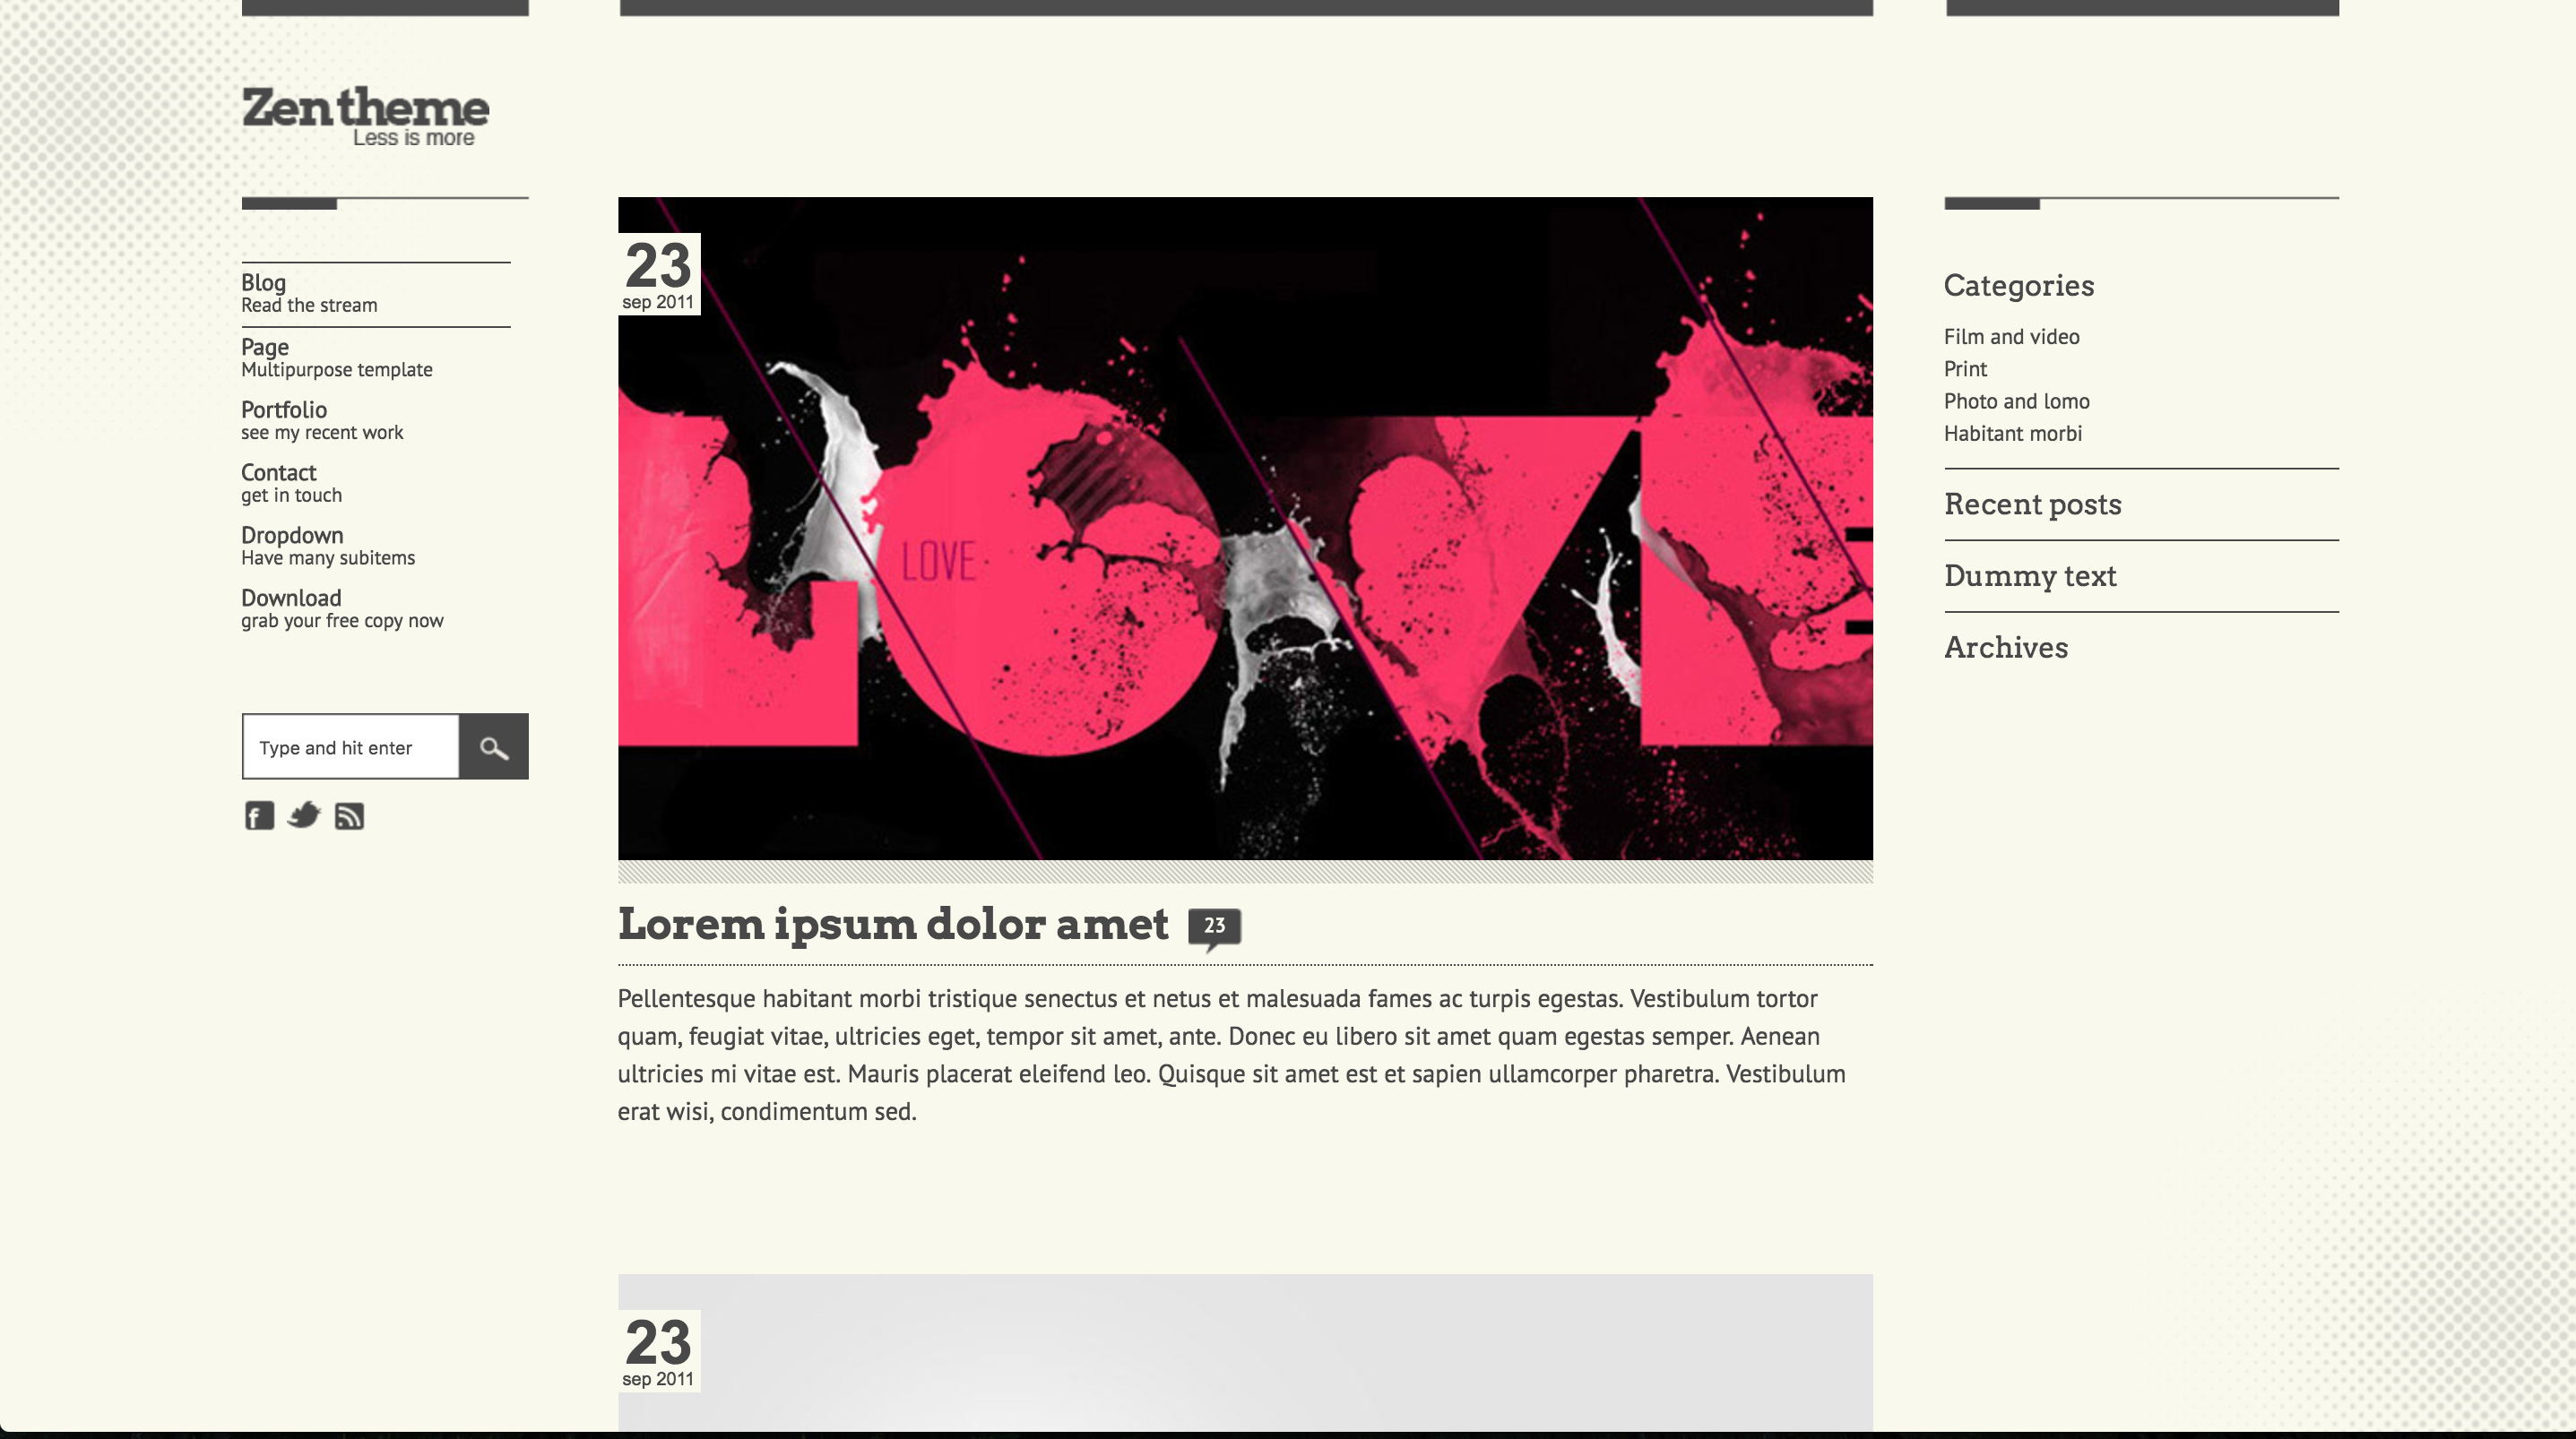 Zen theme
Less is more
Blog
Read the stream
Page
Multipurpose template
Portfolio
see my recent work
Contact
get in touch
Dropdown
Have many subitems
Download
grab your free copy now
Type and hit enter
23
sep 2011
LOVE
LOVE
Lorem ipsum dolor amet 23
Pellentesque habitant morbi tristique senectus et netus et malesuada fames ac turpis egestas. Vestibulum tortor
quam, feugiat vitae, ultricies eget, tempor sit amet, ante. Donec eu libero sit amet quam egestas semper. Aenean
ultricies mi vitae est. Mauris placerat eleifend leo. Quisque sit amet est et sapien ullamcorper pharetra. Vestibulum
erat wisi, condimentum sed.
23
sep 2011
Categories
Film and video
Print
Photo and lomo
Habitant morbi
Recent posts
Dummy text
Archives